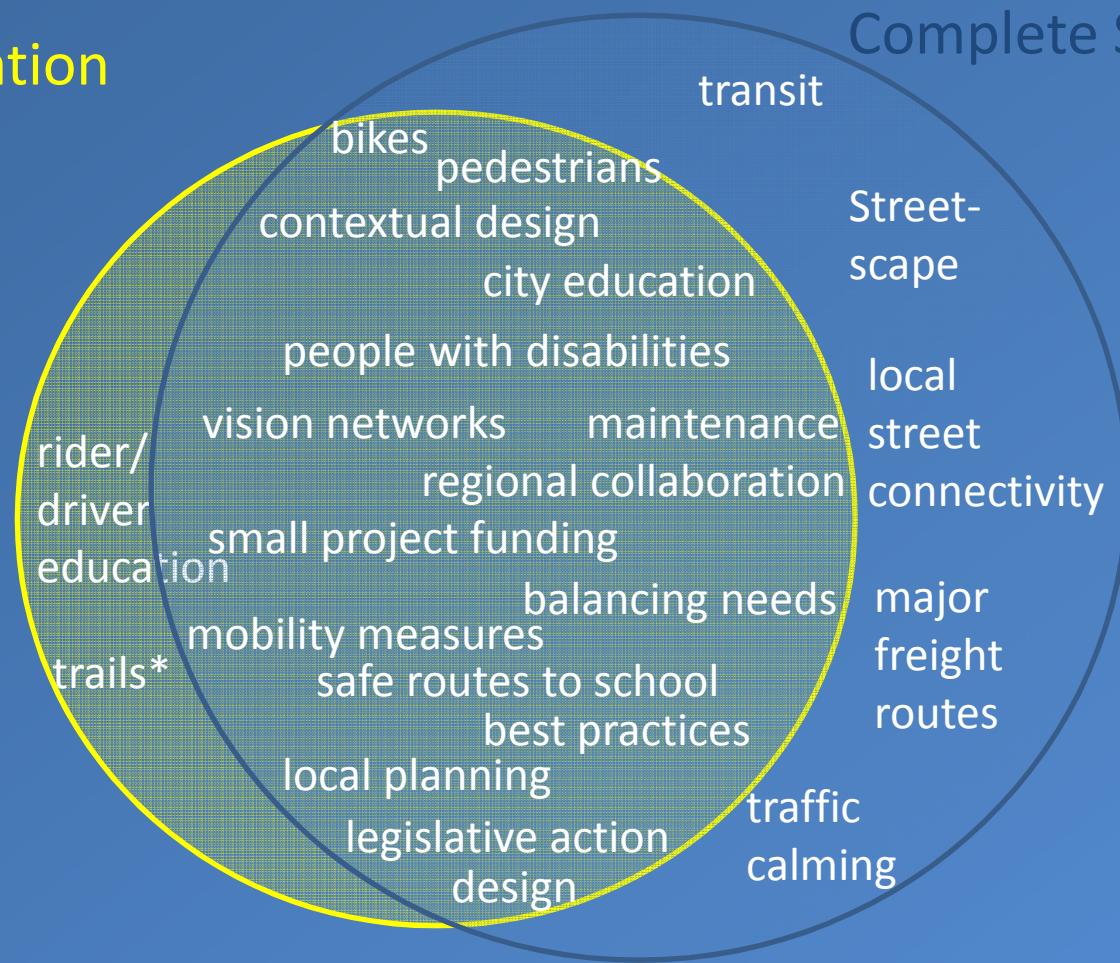 Complete S
ation
transit
bikes
pedestrians
Street-
scape
contextual design
city education
people with disabilities
local
street
connectivity
vision networks
maintenance
rider/
driver
education
regional collaboration
small project funding
balancing needs
major
freight
routes
mobility measures
trails*
safe routes to school
best practices
local planning
traffic
calming
legislative action
design